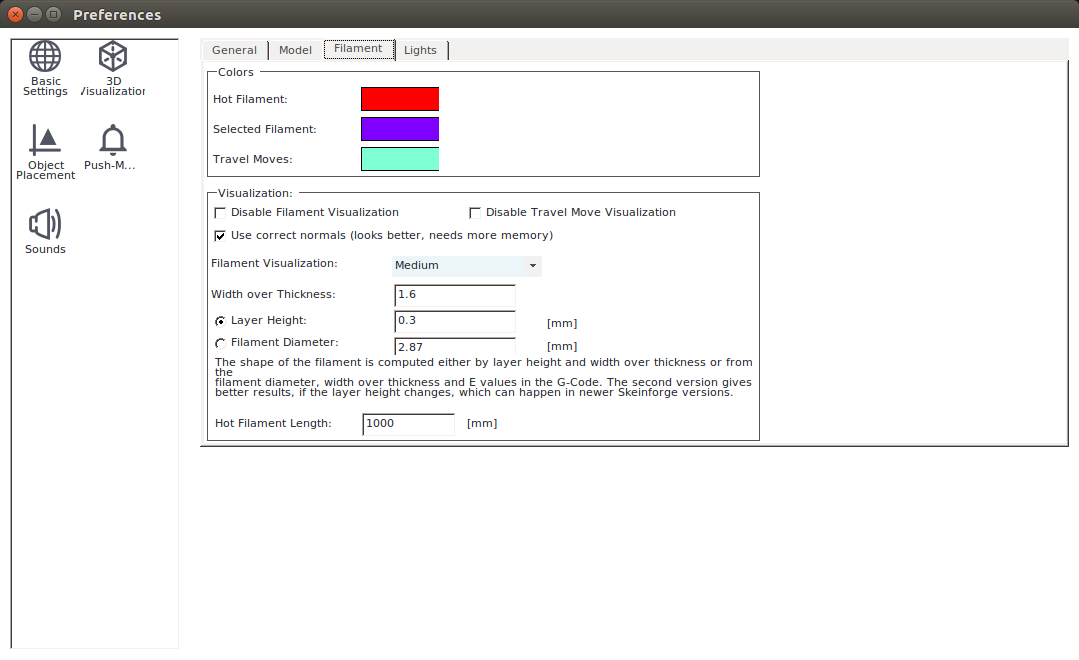 Preferences
Basic
Settings
3D
Visualization
Object
Placement
Push-M...
Sounds
General
Model
Filament
Lights
Colors
Hot Filament:
Selected Filament:
Travel Moves:
Visualization:
Disable Filament Visualization
Disable Travel Move Visualization
Use correct normals (looks better, needs more memory)
Filament Visualization:
Medium
Width over Thickness:
1.6
Layer Height:
0.3
[mm]
Filament Diameter:
2.87
[mm]
The shape of the filament is computed either by layer height and width over thickness or from
the
filament diameter, width over thickness and E values in the G-Code. The second version gives
better results, if the layer height changes, which can happen in newer Skeinforge versions.
Hot Filament Length:
1000
[mm]